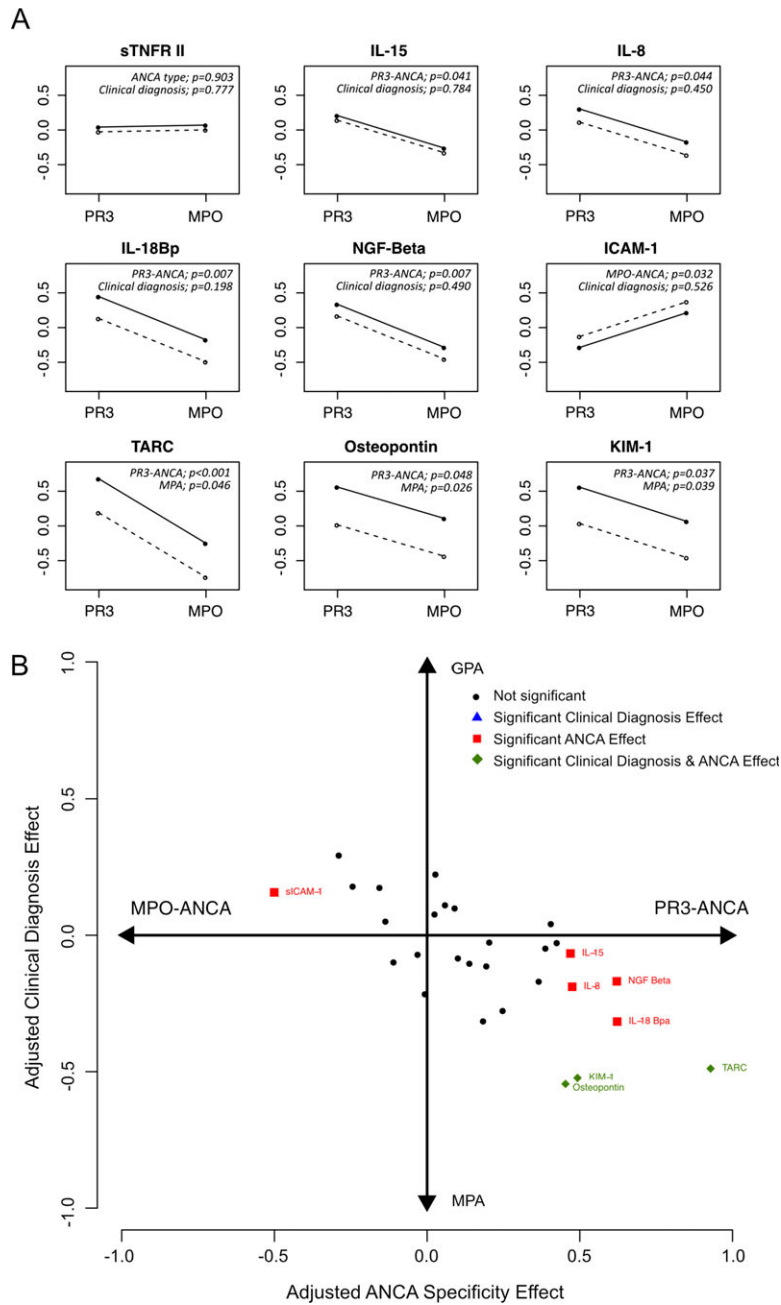 A
sTNFR II
IL-15
IL-8
ANCA type; p=0.903
Clinical diagnosis; p=0.777
PR3-ANCA; p=0.041
Clinical diagnosis; p=0.784
PR3-ANCA; p=0.044
Clinical diagnosis; p=0.450
0.5
0.0
-0.5
0.5
0.0
-0.5
0.5
0.0
-0.5
PR3 MPO
PR3 MPO
PR3 MPO
IL-18Bp
NGF-Beta
ICAM-1
PR3-ANCA; p=0.007
Clinical diagnosis; p=0.198
PR3-ANCA; p=0.007
Clinical diagnosis; p=0.490
MPO-ANCA; p=0.032
Clinical diagnosis; p=0.526
0.5
0.0
-0.5
0.5
0.0
-0.5
0.5
0.0
-0.5
PR3 MPO
PR3 MPO
PR3 MPO
TARC
Osteopontin
KIM-1
PR3-ANCA; p<0.001
MPA; p=0.046
PR3-ANCA; p=0.048
MPA; p=0.026
PR3-ANCA; p=0.037
MPA; p=0.039
0.5
0.0
-0.5
0.5
0.0
-0.5
0.5
0.0
-0.5
PR3 MPO
PR3 MPO
PR3 MPO
B
1.0
0.5
0.0
-0.5
-1.0
Adjusted Clinical Diagnosis Effect
GPA
Not significant
Significant Clinical Diagnosis Effect
Significant ANCA Effect
Significant Clinical Diagnosis & ANCA Effect
sICAM-1
MPO-ANCA
PR3-ANCA
IL-15
NGF Beta
IL-8
IL-18 Bpa
TARC
KIM-1
Osteopontin
MPA
-1.0 -0.5 0.0 0.5 1.0
Adjusted ANCA Specificity Effect